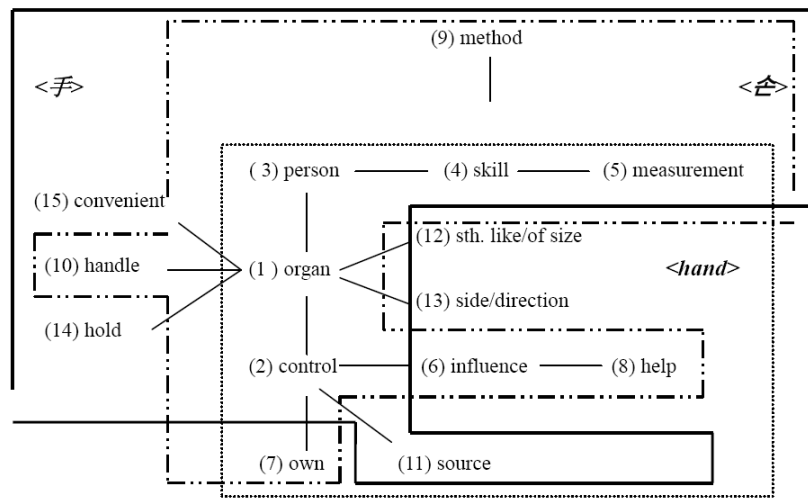 (9) method
<手>
<손>
( 3) person
(4) skill
(5) measurement
(15) convenient
(12) sth. like/of size
(10) handle
(1 ) organ
<hand>
(13) side/direction
(14) hold
(2) control
(6) influence
(8) help
(7) own
(11) source